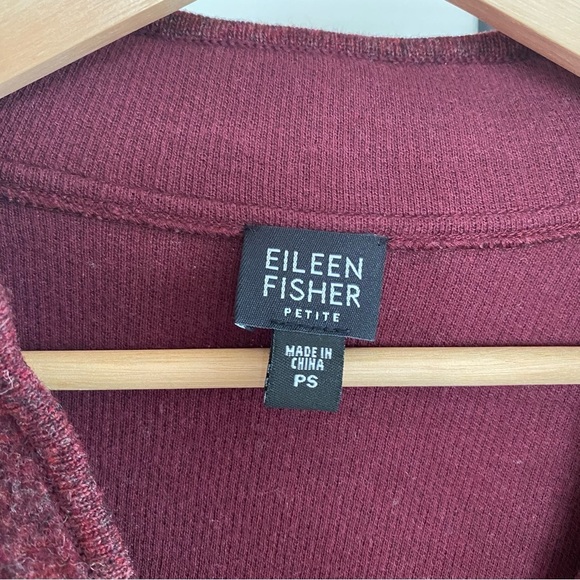 EILEEN
FISHER
PETITE
MADE IN
CHINA
PS